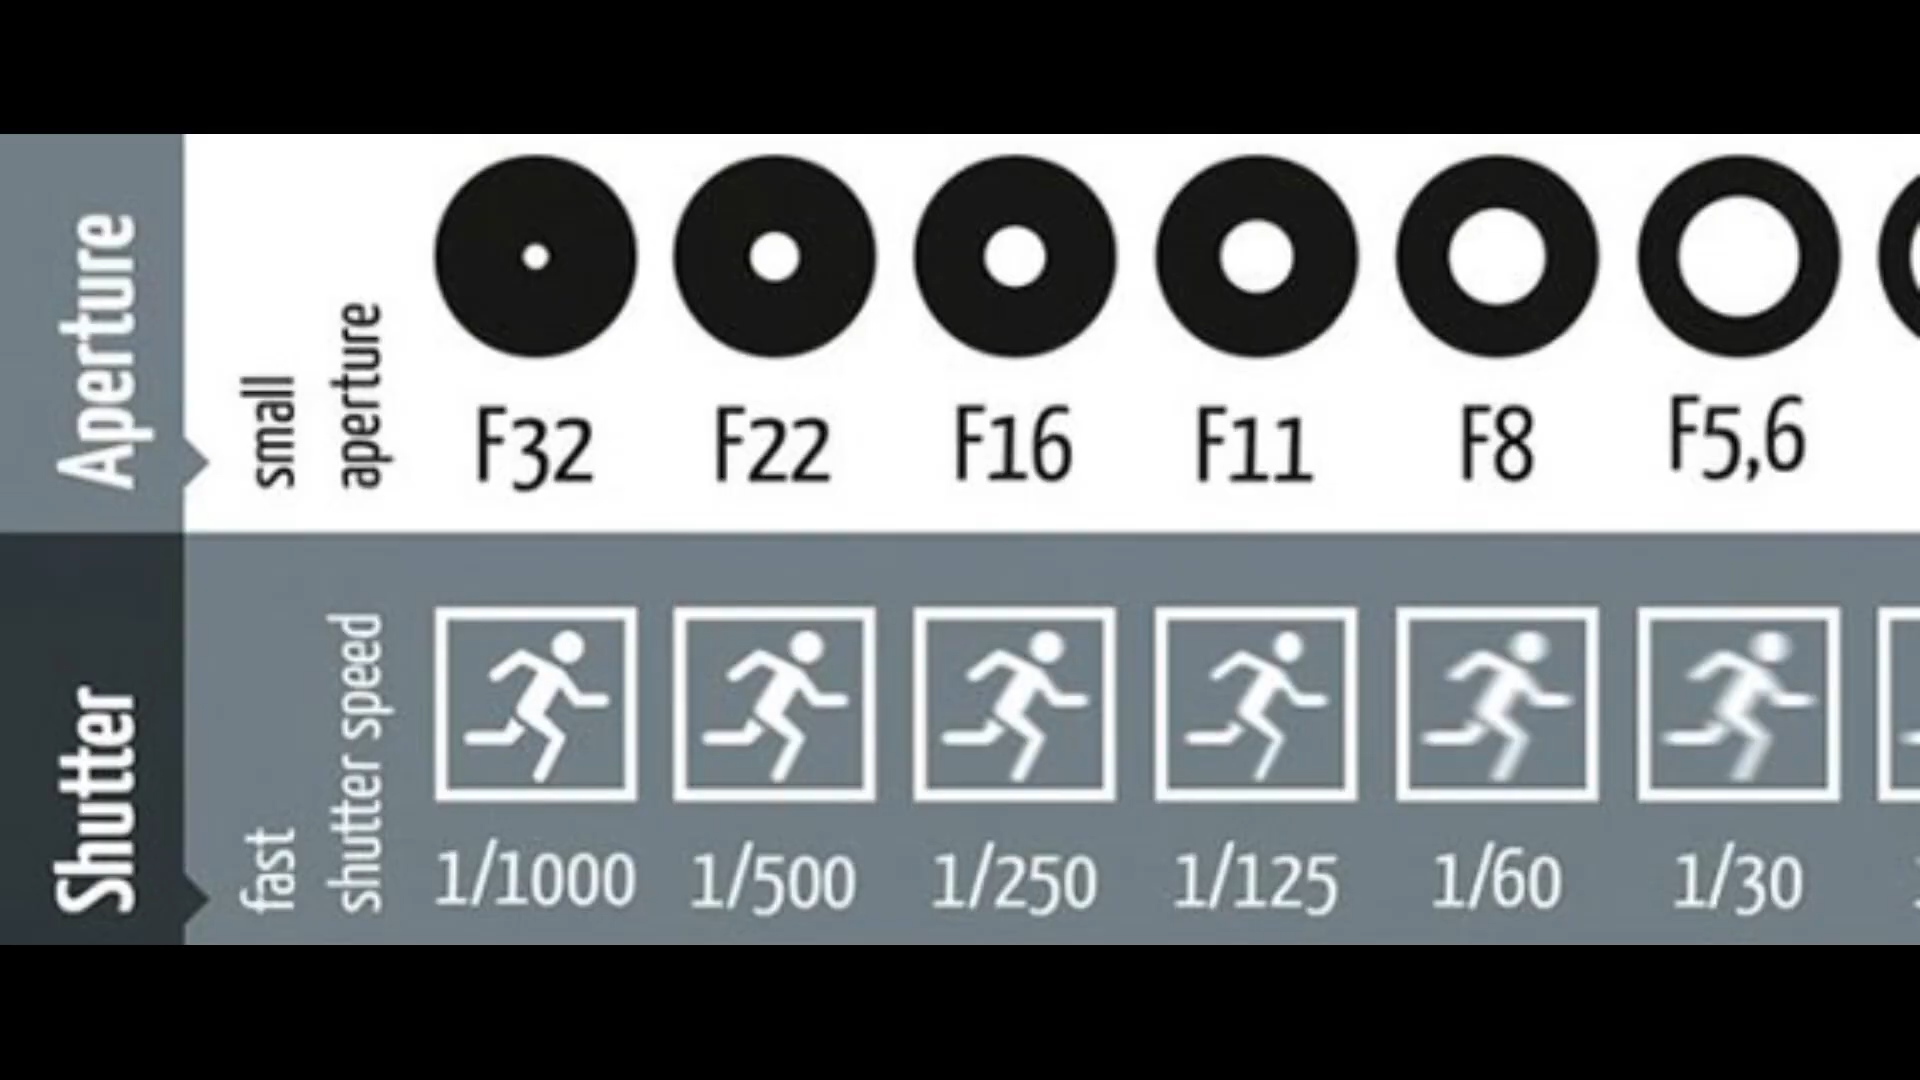 Aperture
small
aperture
F32 F22 F16 F11 F8 F5,6
Shutter
fast
shutter speed
1/1000 1/500 1/250 1/125 1/60 1/30